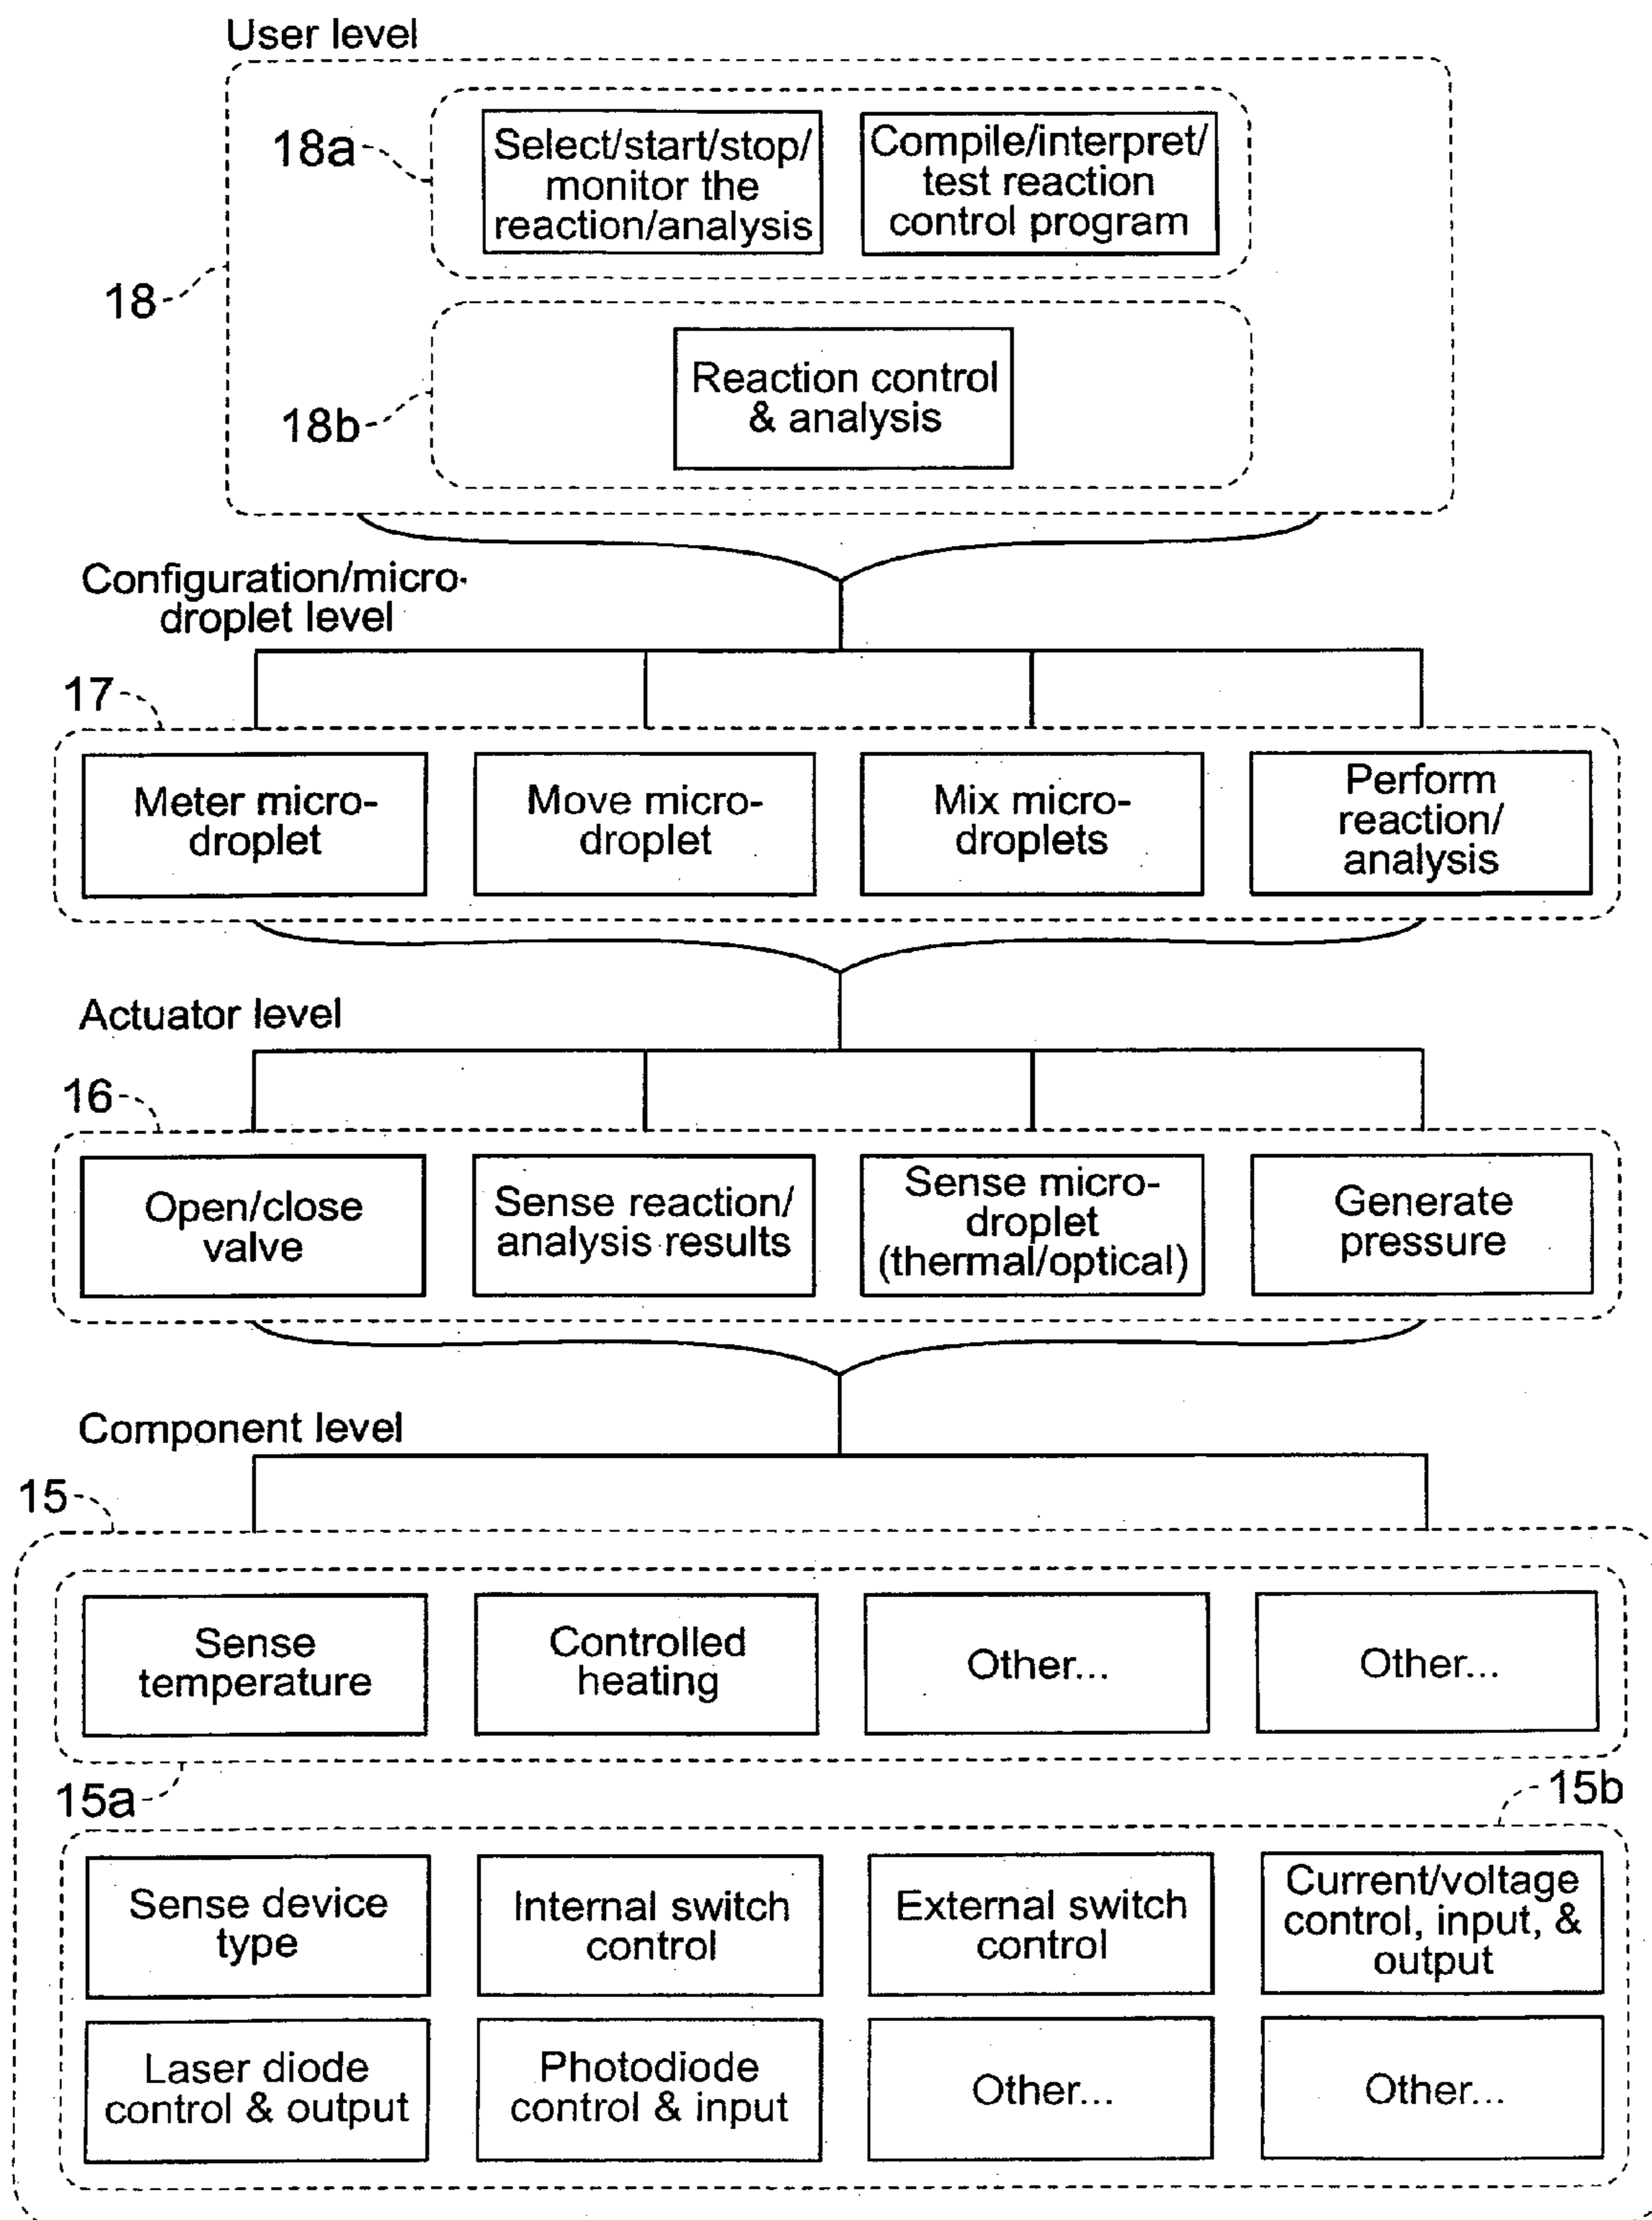 User level
18a
Select/start/stop/
monitor the
reaction/analysis
Compile/interpret/
test reaction
control program
18
18b
Reaction control
& analysis
Configuration/micro-
droplet level
17
Meter micro-
droplet
Move micro-
droplet
Mix micro-
droplets
Perform
reaction/
analysis
Actuator level
16
Open/close
valve
Sense reaction/
analysis results
Sense micro-
droplet
(thermal/optical)
Generate
pressure
Component level
15
Sense
temperature
Controlled
heating
Other...
Other...
15a
15b
Sense device
type
Internal switch
control
External switch
control
Current/voltage
control, input, &
output
Laser diode
control & output
Photodiode
control & input
Other...
Other...